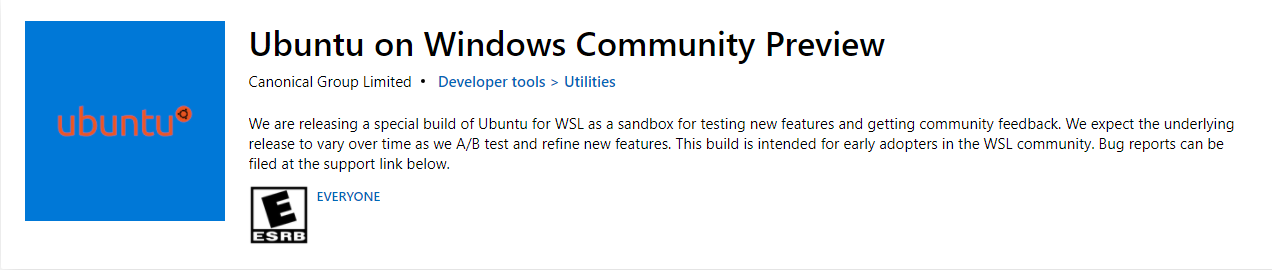 ubuntu
Ubuntu on Windows Community Preview
Canonical Group Limited • Developer tools > Utilities
We are releasing a special build of Ubuntu for WSL as a sandbox for testing new features and getting community feedback. We expect the underlying
release to vary over time as we A/B test and refine new features. This build is intended for early adopters in the WSL community. Bug reports can be
filed at the support link below.
E
EVERYONE
ESRB